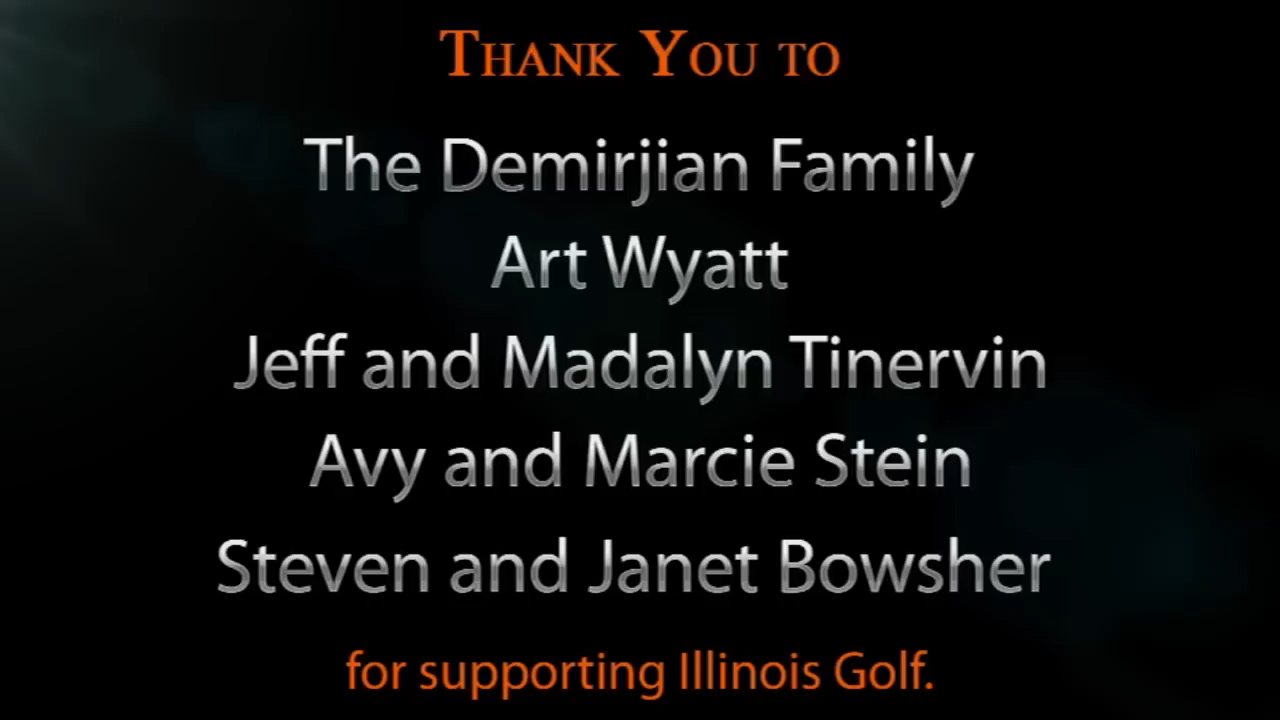 Thank You to
The Demirjian Family
Art Wyatt
Jeff and Madalyn Tinervin
Avy and Marcie Stein
Steven and Janet Bowsher
for supporting Illinois Golf.